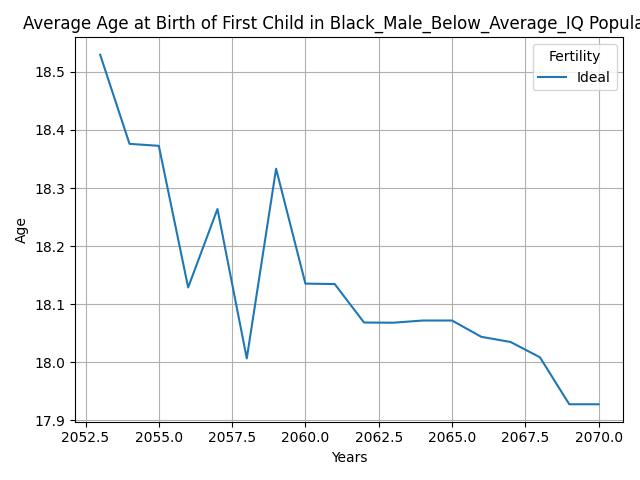 Average Age at Birth of First Child in Black_Male_Below_Average_IQ Popula
Fertility
Ideal
18.5
18.4
18.3
18.2
18.1
18.0
17.9
Age
2052.5 2055.0 2057.5 2060.0 2062.5 2065.0 2067.5 2070.0
Years